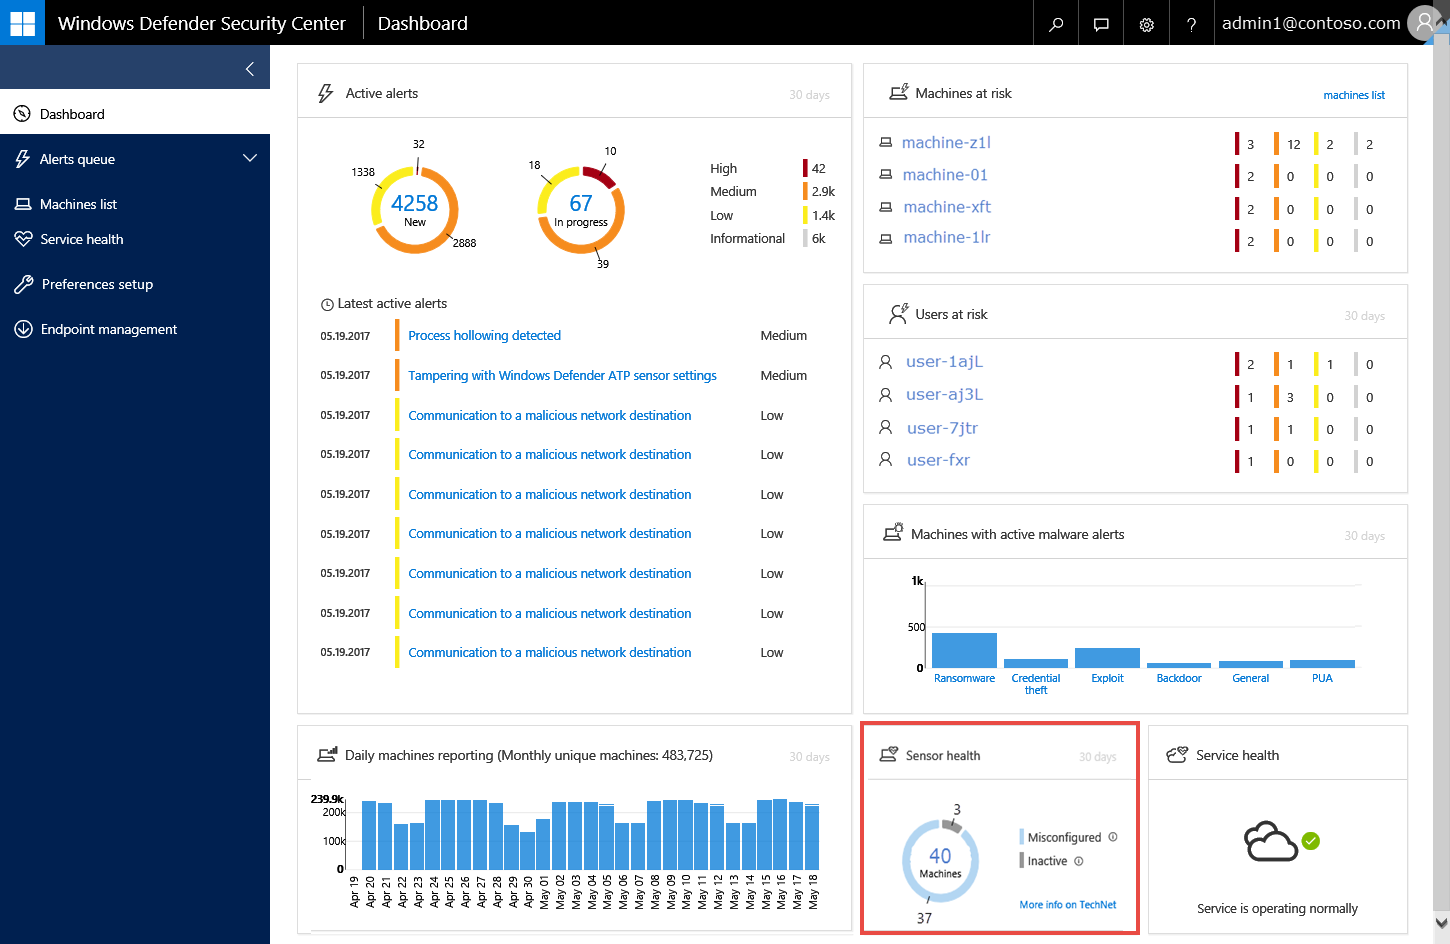 Windows Defender Security Center
Dashboard
?
admin1@contoso.com
Dashboard
Alerts queue
Machines list
Service health
Preferences setup
Endpoint management
Active alerts
30 days
32
1338
4258
New
2888
10
18
67
In progress
39
High 42
Medium 2.9k
Low 1.4k
Informational 6k
Latest active alerts
05.19.2017 Process hollowing detected Medium
05.19.2017 Tampering with Windows Defender ATP sensor settings Medium
05.19.2017 Communication to a malicious network destination Low
05.19.2017 Communication to a malicious network destination Low
05.19.2017 Communication to a malicious network destination Low
05.19.2017 Communication to a malicious network destination Low
05.19.2017 Communication to a malicious network destination Low
05.19.2017 Communication to a malicious network destination Low
05.19.2017 Communication to a malicious network destination Low
Machines at risk
machines list
machine-z1l 3 12 2 2
machine-01 2 0 0 0
machine-xft 2 0 0 0
machine-1lr 2 0 0 0
Users at risk
30 days
user-1ajL 2 1 1 0
user-aj3L 1 3 0 0
user-7jtr 1 1 0 0
user-fxr 1 0 0 0
Machines with active malware alerts
30 days
1k
500
0
Ransomware
Credential
theft
Exploit
Backdoor
General
PUA
Daily machines reporting (Monthly unique machines: 483,725)
30 days
239.9k
200k
100k
0
Apr 19
Apr 20
Apr 21
Apr 22
Apr 23
Apr 24
Apr 25
Apr 26
Apr 27
Apr 28
Apr 29
Apr 30
May 01
May 02
May 03
May 04
May 05
May 06
May 07
May 08
May 09
May 10
May 11
May 12
May 13
May 14
May 15
May 16
May 17
May 18
Sensor health
30 days
3
40
Machines
37
Misconfigured
Inactive
More info on TechNet
Service health
Service is operating normally